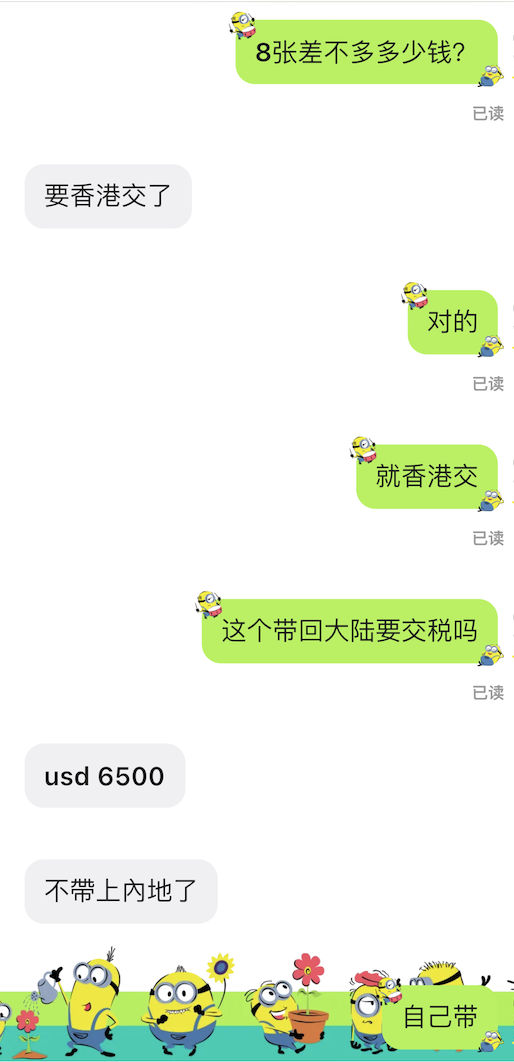 8张差不多多少钱？
已读
要香港交了
对的
已读
就香港交
已读
这个带回大陆要交税吗
已读
usd 6500
不帶上內地了
自己带